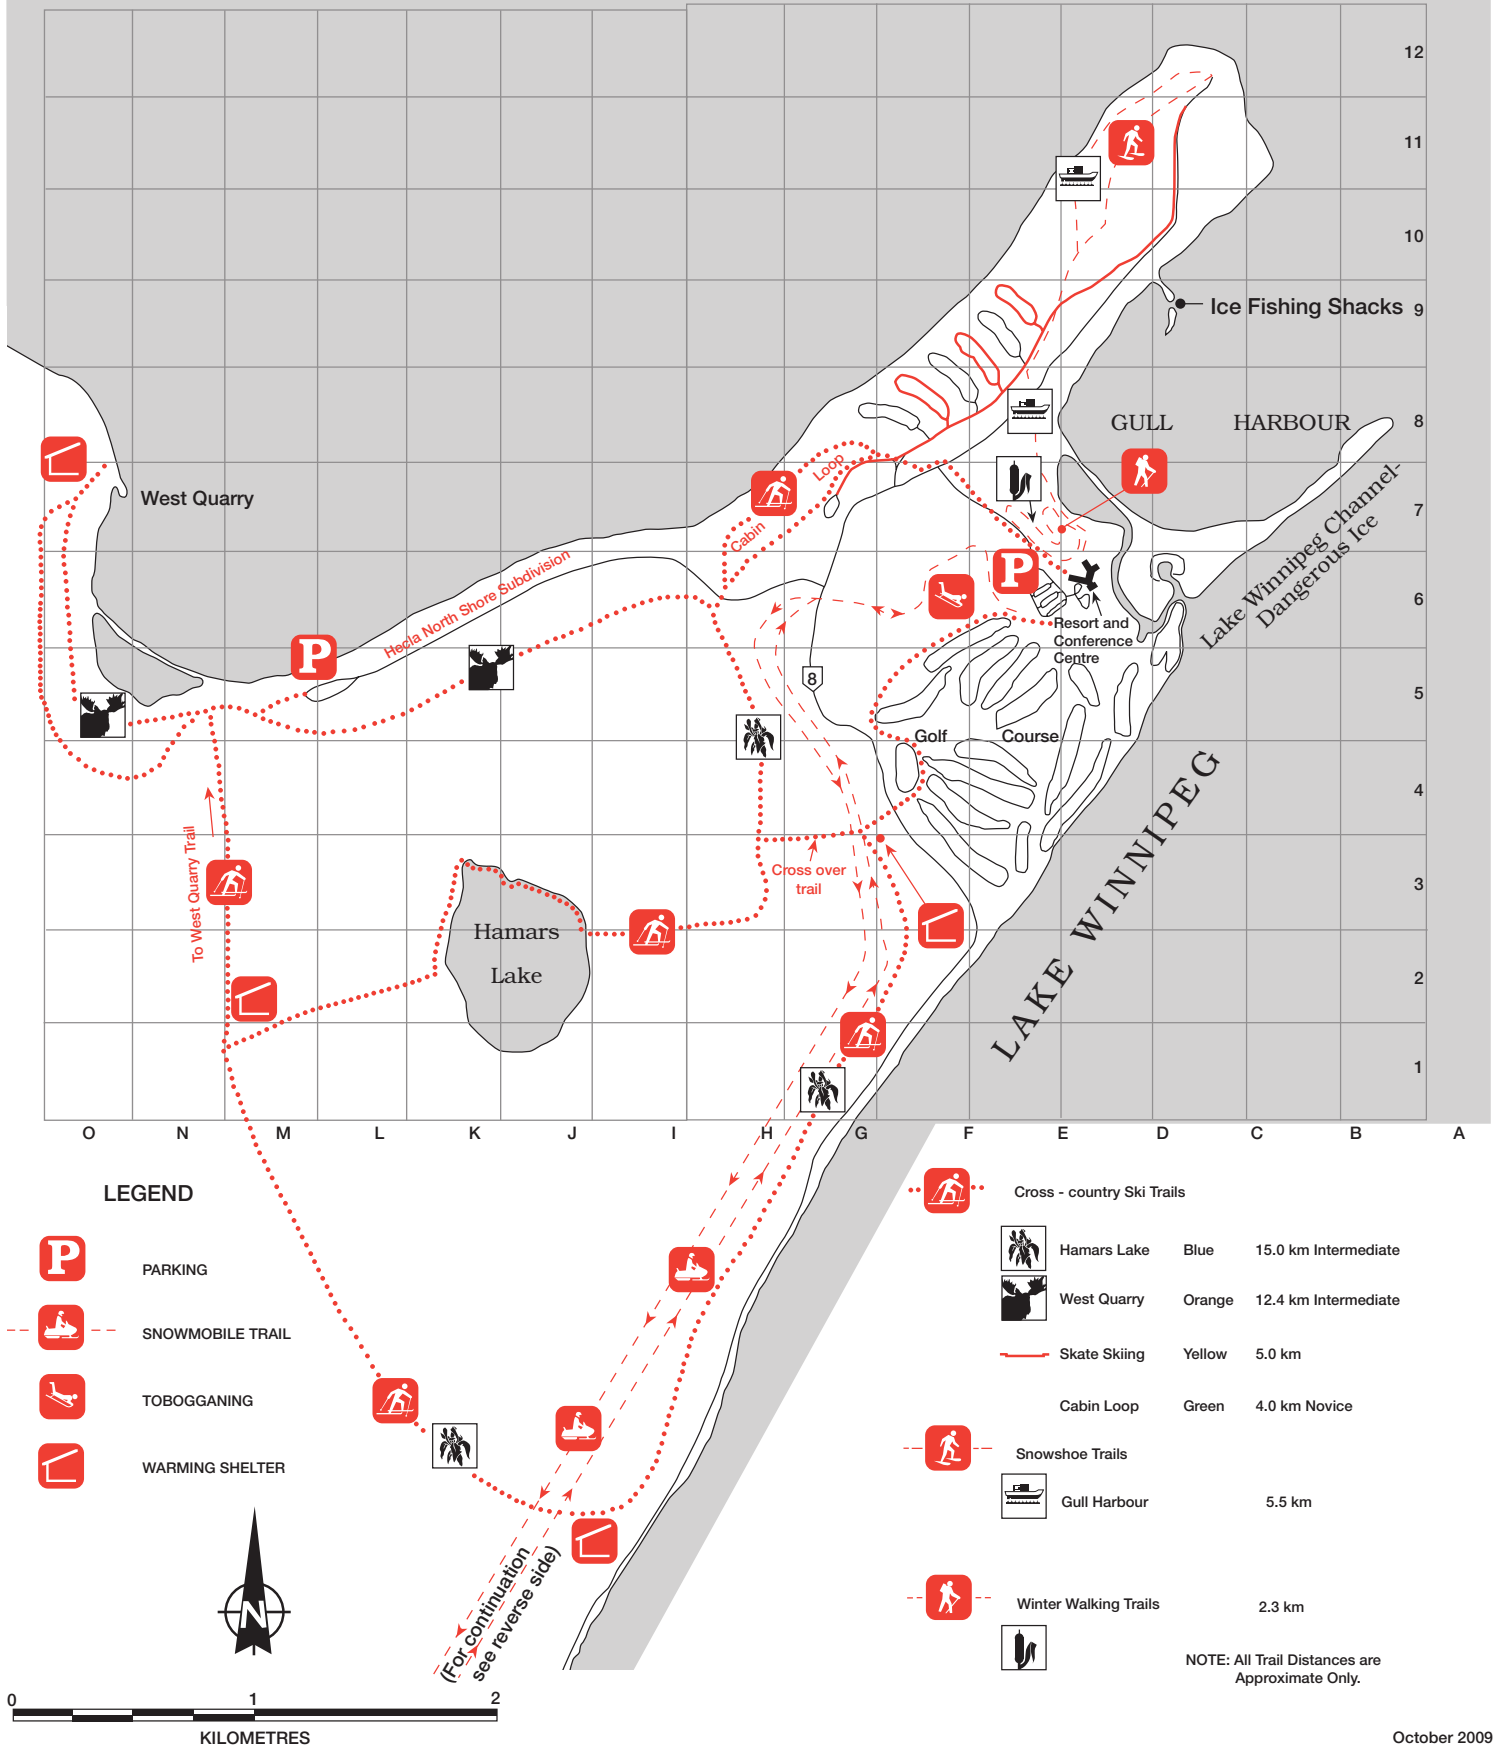 12
11
10
Ice Fishing Shacks 9
GULL HARBOUR 8
Loop
West Quarry
7
Cabin
Lake Winnipeg Channel-
Dangerous Ice
Hecla North Shore Subdivision
P
6
Resort and
Conference
Centre
P
8
5
Golf Course
4
LAKE WINNIPEG
To West Quarry Trail
Cross over
trail
3
Hamars
Lake
2
1
O N M L K J I H G F E D C B A
LEGEND
P PARKING
SNOWMOBILE TRAIL
TOBOGGANING
WARMING SHELTER
Cross - country Ski Trails
Hamars Lake Blue 15.0 km Intermediate
West Quarry Orange 12.4 km Intermediate
Skate Skiing Yellow 5.0 km
Cabin Loop Green 4.0 km Novice
Snowshoe Trails
Gull Harbour 5.5 km
Winter Walking Trails 2.3 km
NOTE: All Trail Distances are
Approximate Only.
(For continuation
see reverse side)
N
0 1 2
KILOMETRES
October 2009